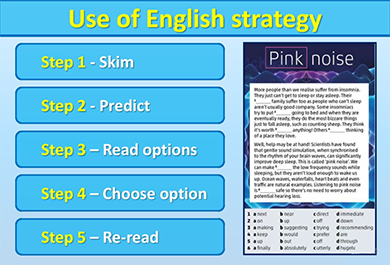 Use of English strategy
Step 1 - Skim
Step 2 - Predict
Step 3 – Read options
Step 4 – Choose option
Step 5 – Re-read
Pink noise
More people than we realise suffer from insomnia.
They just can't get to sleep or stay asleep. Their
1______ family suffer too as people who can't sleep
aren't usually good company. Some insomniacs
try to put 2______ going to bed and when they are
eventually ready, they do the most bizarre things
just to fall asleep, such as counting sheep. They think
it's worth 3______ anything! Others 4______ thinking
of a place they love.
Well, help may be at hand! Scientists have found
that gentle sound simulation, when synchronised
to the rhythm of your brain waves, can significantly
improve deep sleep. This is called 'pink noise'. We
can 5______ the low frequency sounds while
sleeping, but they aren't loud enough to wake us
up. Ocean waves, waterfalls, heart beats and even
traffic are natural examples. Listening to pink noise
is 6______ safe so there's no need to worry about
potential hearing loss.
1 a next b near c direct d immediate
2 a on b up c off d down
3 a making b suggesting c trying d recommending
4 a keep b would c prefer d are
5 a up b out c off d through
6 a finally b absolutely c utterly d hugely